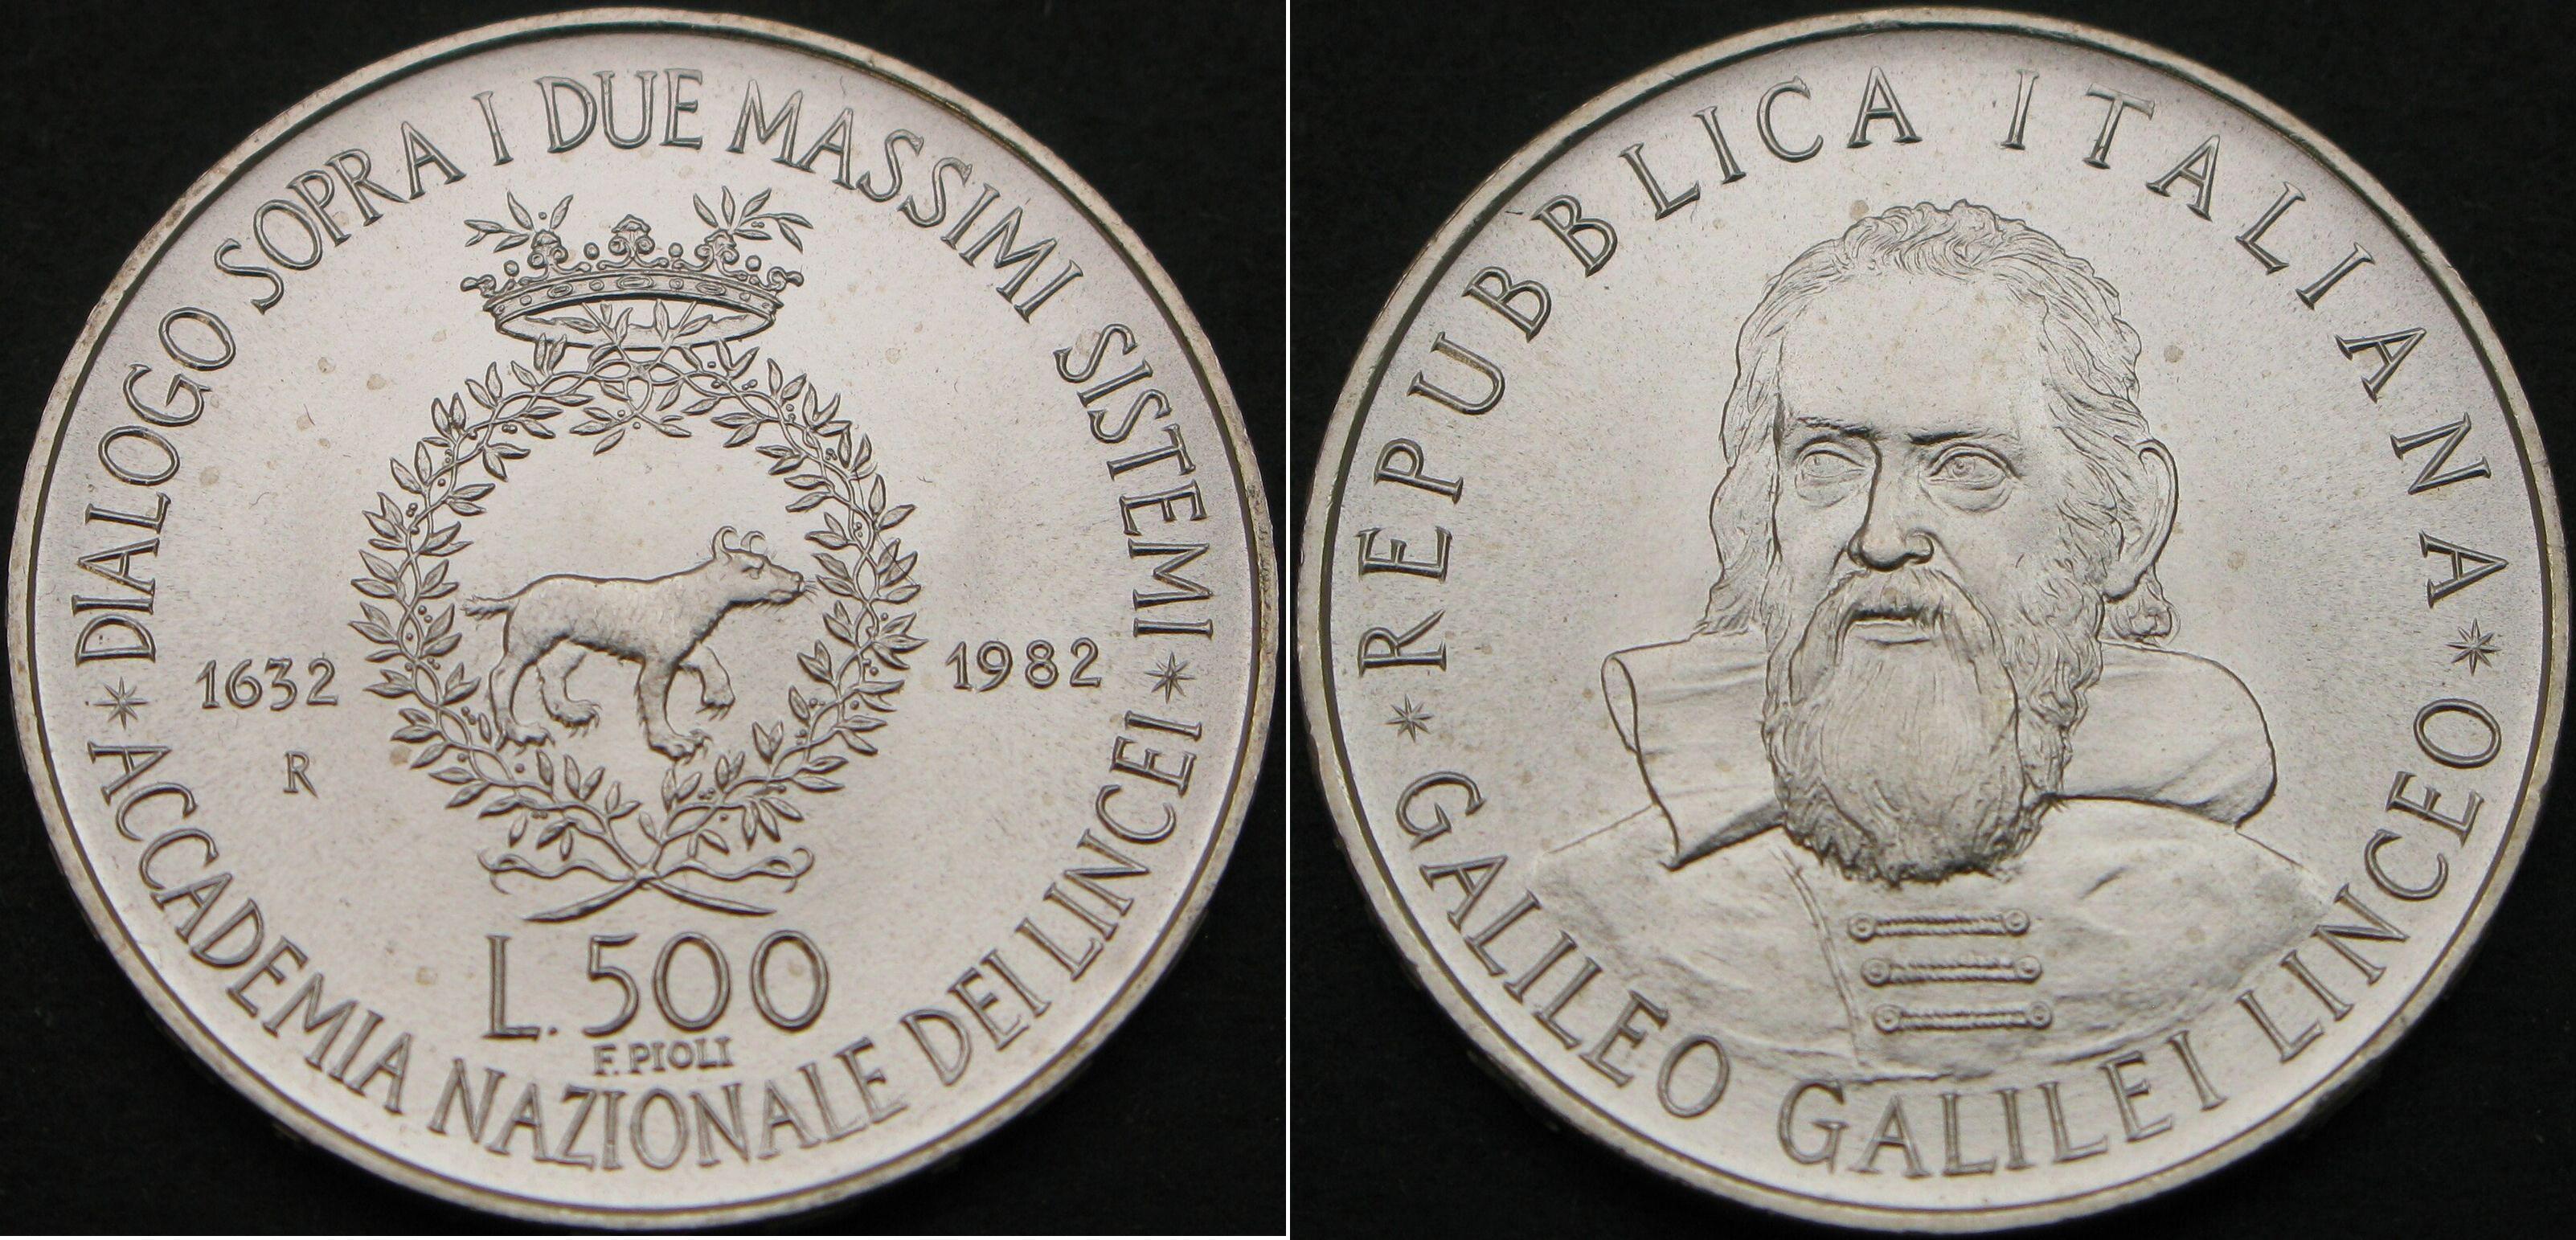 DIALOGO SOPRA I DUE MASSIMI SISTEMI
1632
1982
R
L. 500
F. PIOLI
ACCADEMIA NAZIONALE DEI LINCEI
REPUBBLICA ITALIANA
GALILEO GALILEI LINCEO